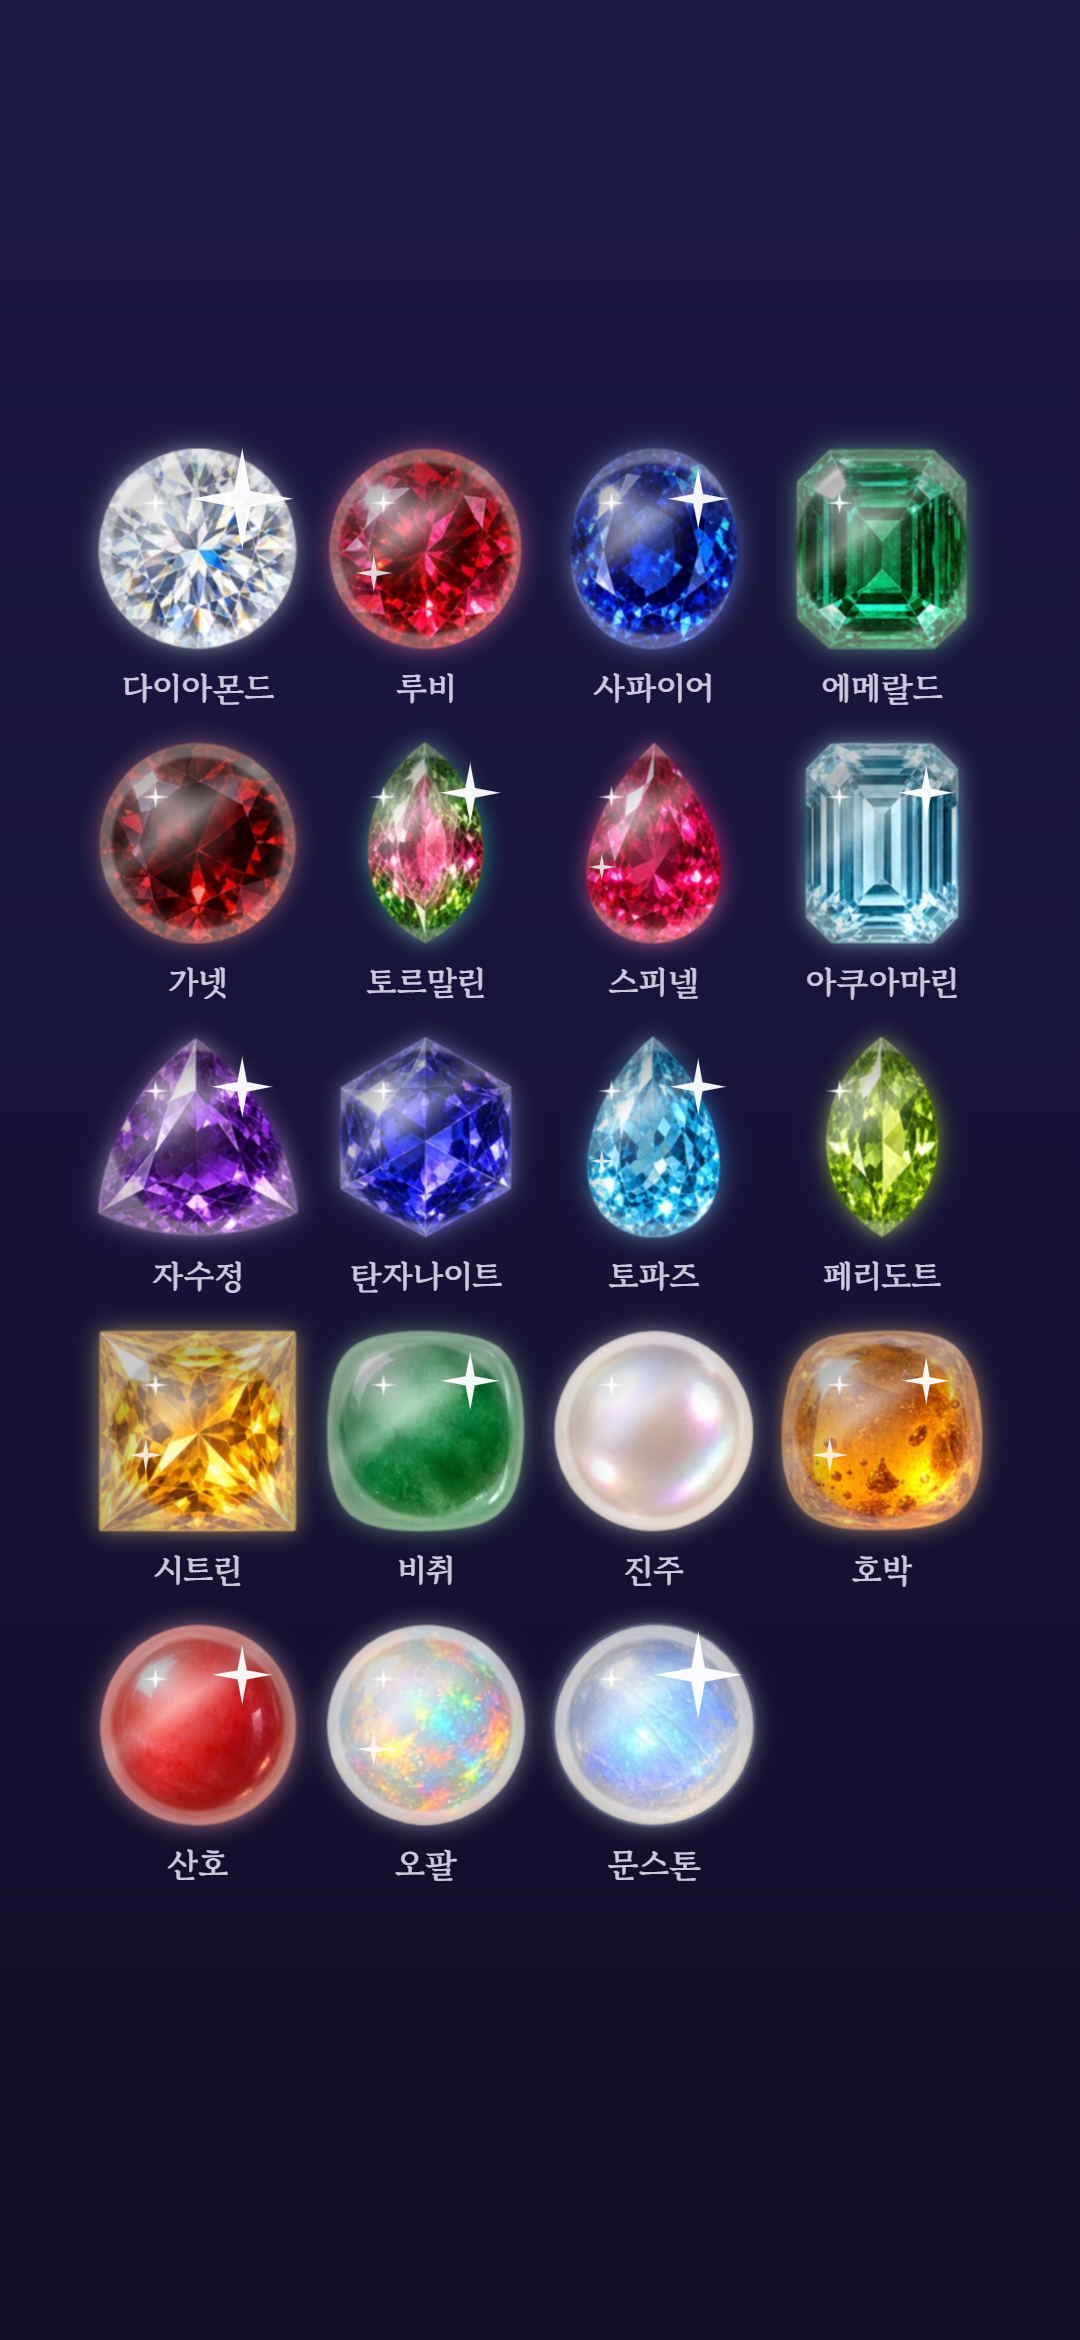 다이아몬드
루비
사파이어
에메랄드
가넷
토르말린
스피넬
아쿠아마린
자수정
탄자나이트
토파즈
페리도트
시트린
비취
진주
호박
산호
오팔
문스톤